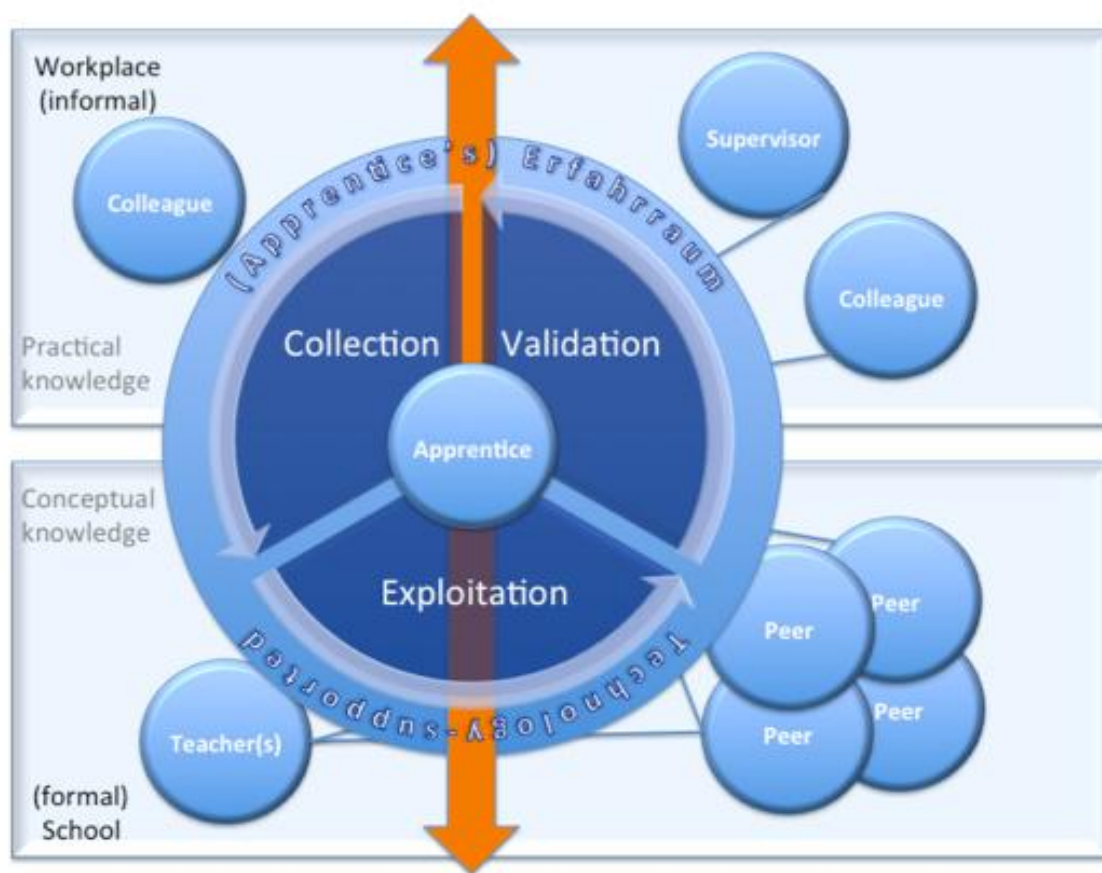 Workplace
(informal)
Supervisor
Colleague
(Apprentice's) Erfahrraum
Colleague
Collection
Validation
Practical
knowledge
Apprentice
Conceptual
knowledge
Exploitation
Peer
Peer
Technology-supported
Teacher(s)
Peer
Peer
(formal)
School